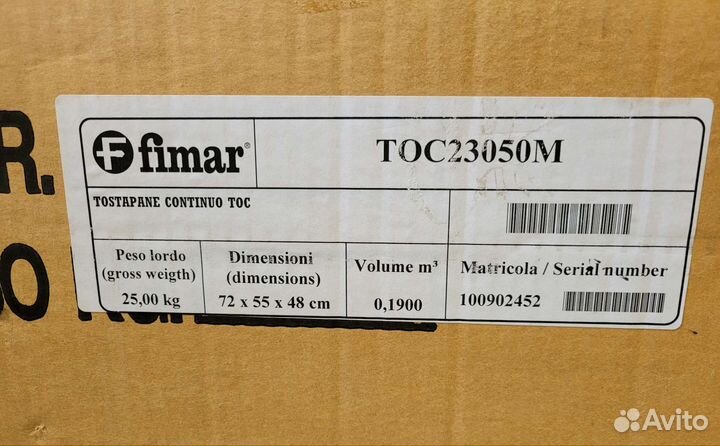 R.
fimar®
TOC23050M
TOSTAPANE CONTINUO TOC
Peso lordo
(gross weigth)
25,00 kg
Dimensioni
(dimensions)
72 x 55 x 48 cm
Volume m³
0,1900
Matricola / Serial number
100902452
Avito